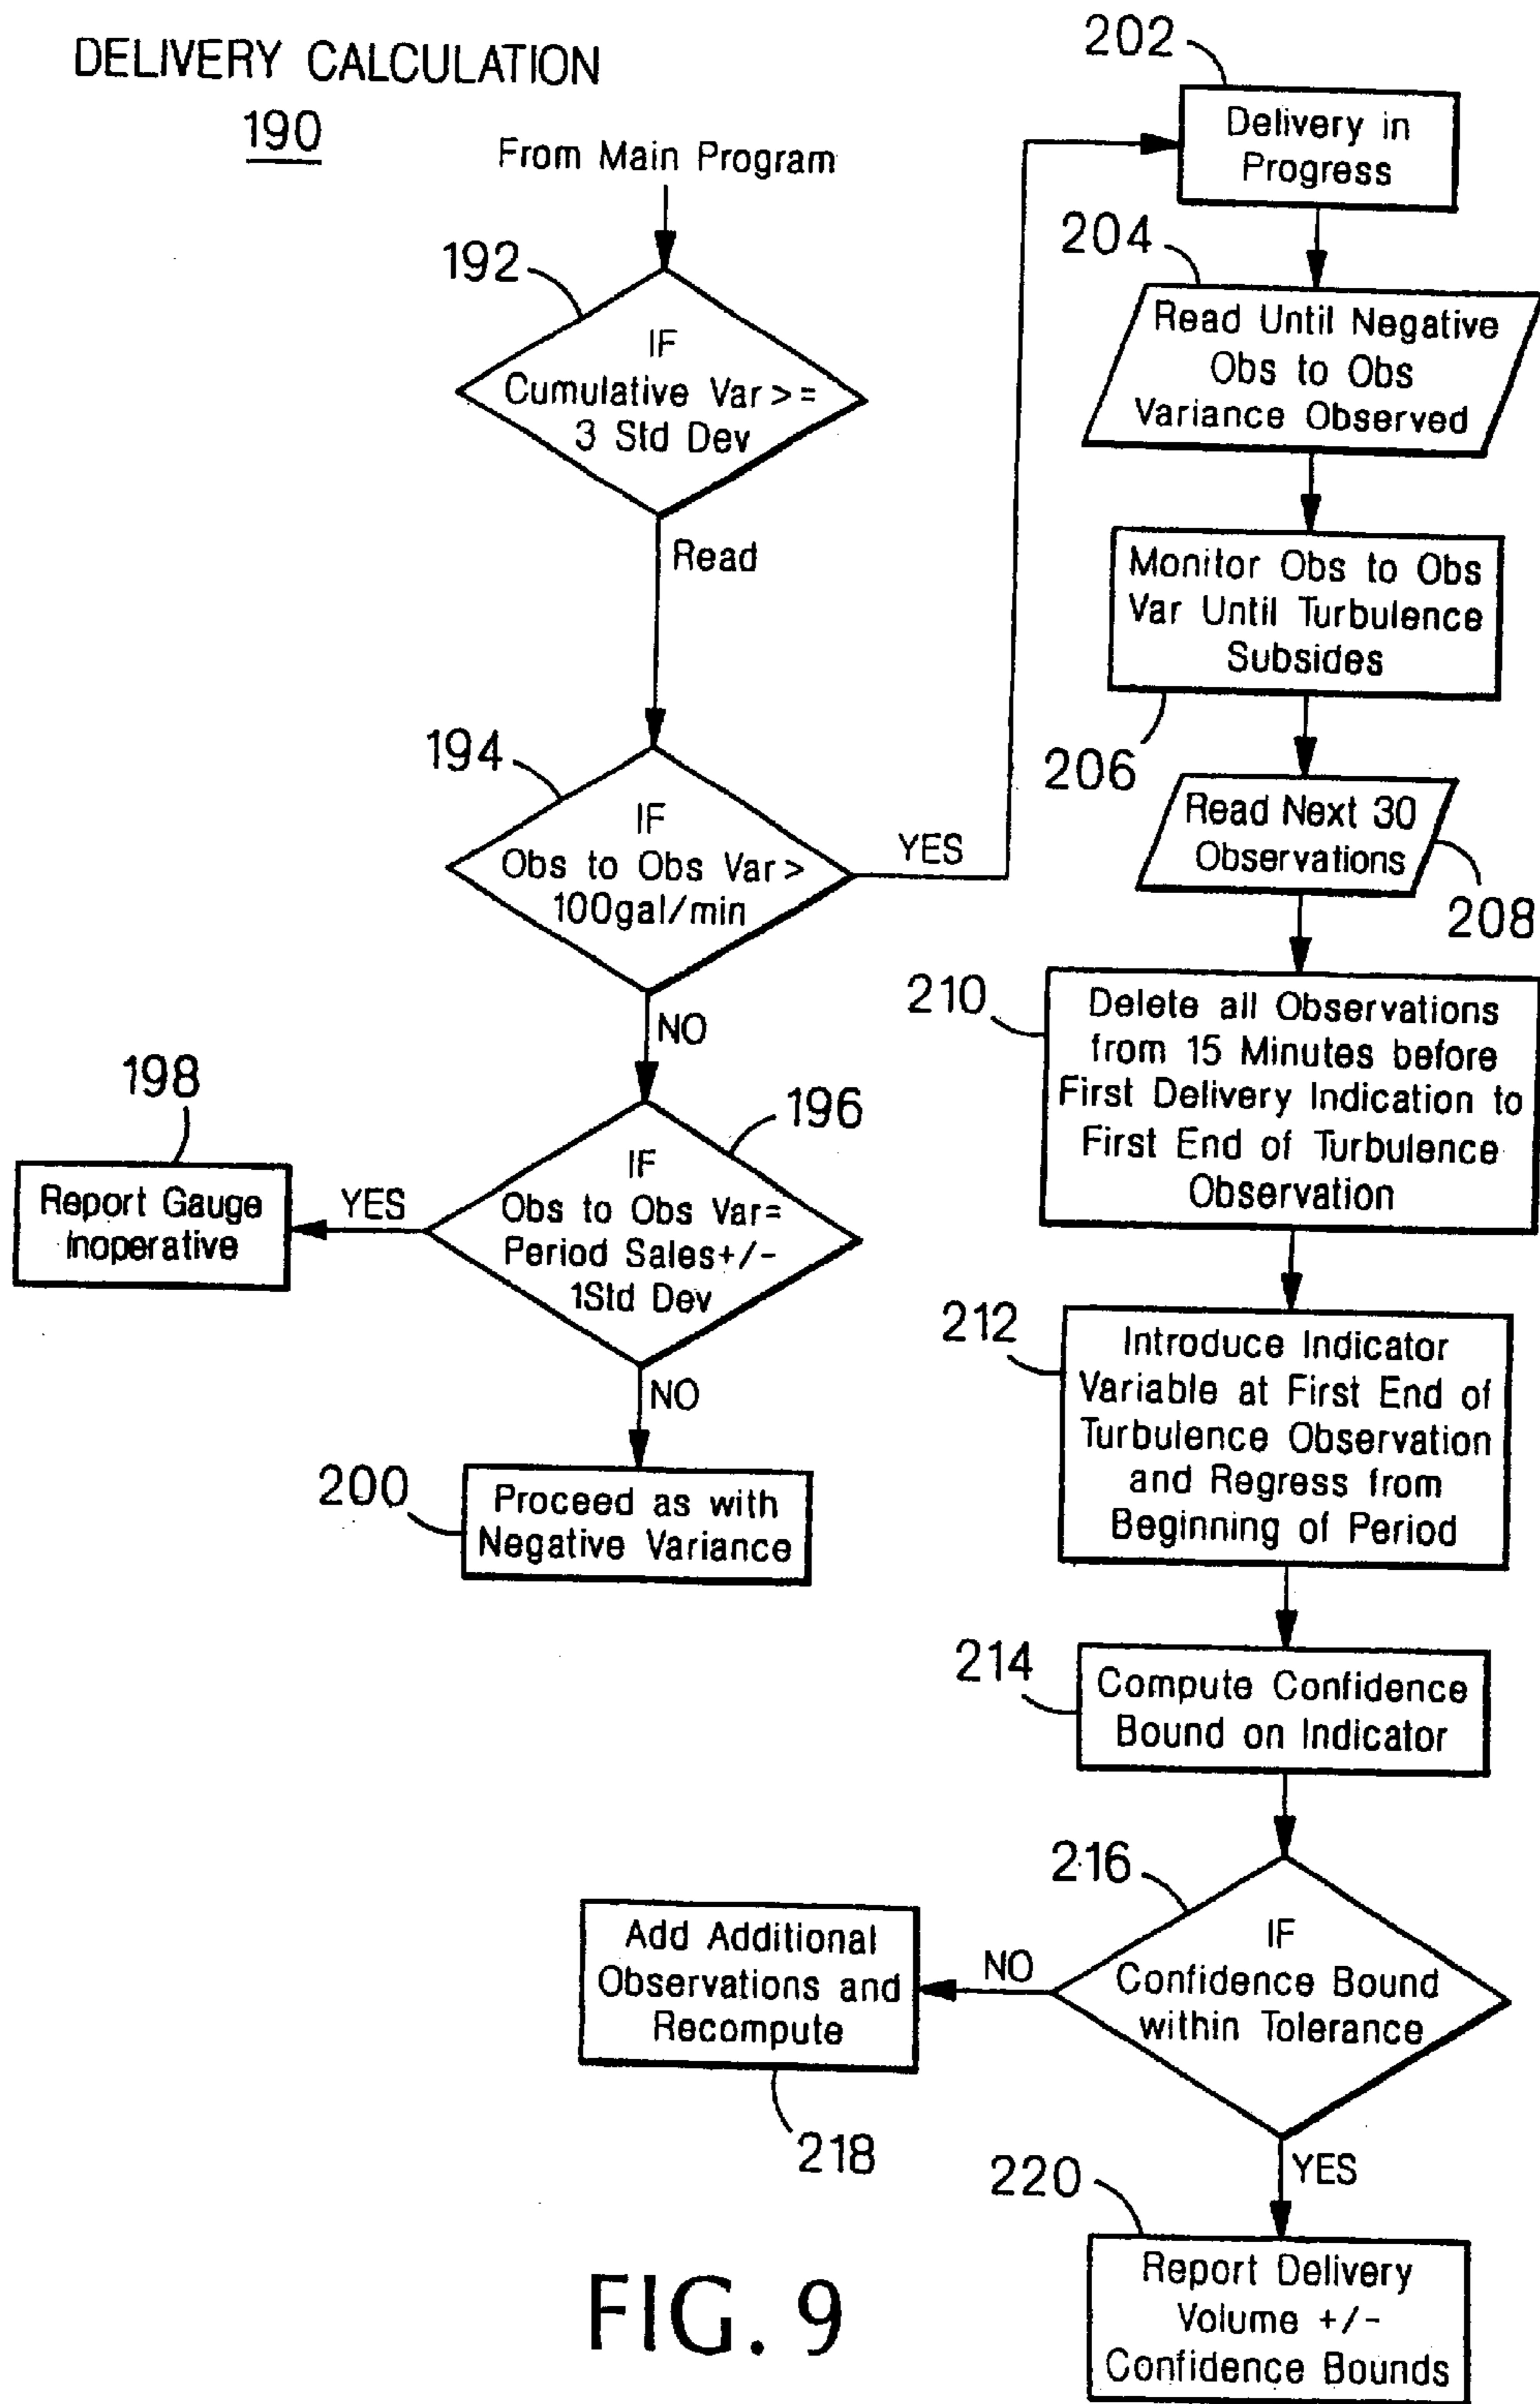 DELIVERY CALCULATION
190
From Main Program
192
IF
Cumulative Var > =
3 Std Dev
Read
194
IF
Obs to Obs Var >
100gal/min
YES
NO
196
IF
Obs to Obs Var=
Period Sales+/-
1Std Dev
YES
198
Report Gauge
Inoperative
NO
200
Proceed as with
Negative Variance
202
Delivery in
Progress
204
Read Until Negative
Obs to Obs
Variance Observed
Monitor Obs to Obs
Var Until Turbulence
Subsides
206
Read Next 30
Observations
208
210
Delete all Observations
from 15 Minutes before
First Delivery Indication to
First End of Turbulence
Observation
212
Introduce Indicator
Variable at First End of
Turbulence Observation
and Regress from
Beginning of Period
214
Compute Confidence
Bound on Indicator
216
IF
Confidence Bound
within Tolerance
NO
Add Additional
Observations and
Recompute
218
YES
220
Report Delivery
Volume +/-
Confidence Bounds
FIG. 9